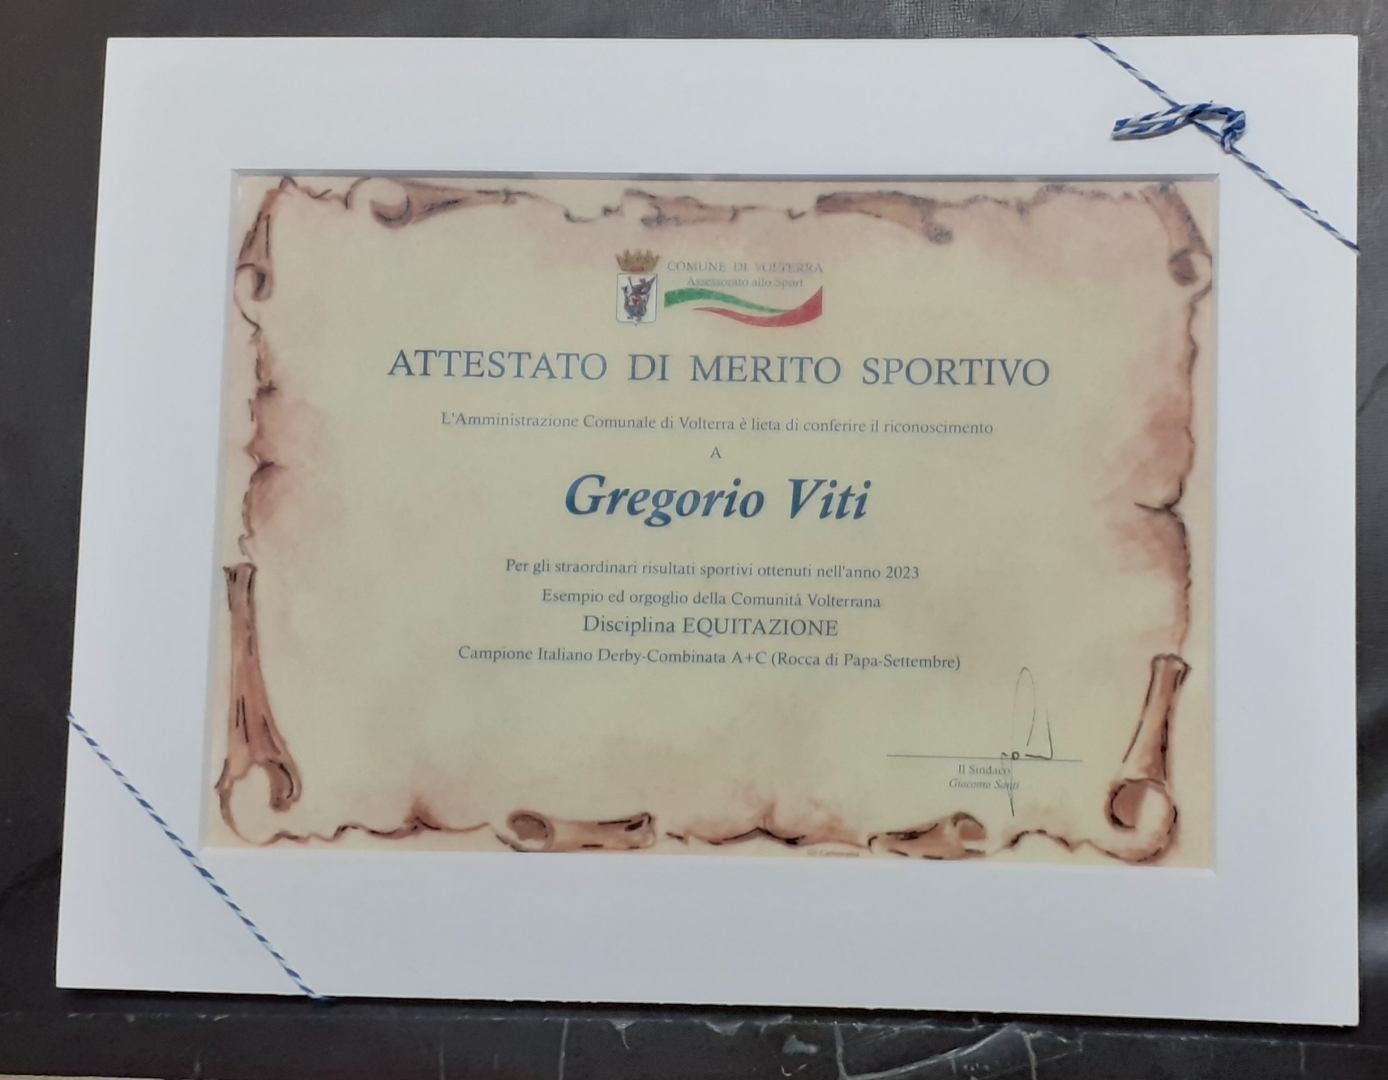 COMUNE DI VOLTERRA
Assessorato allo Sport
ATTESTATO DI MERITO SPORTIVO
L'Amministrazione Comunale di Volterra è lieta di conferire il riconoscimento
A
Gregorio Viti
Per gli straordinari risultati sportivi ottenuti nell'anno 2023
Esempio ed orgoglio della Comunità Volterrana
Disciplina EQUITAZIONE
Campione Italiano Derby-Combinata A+C (Rocca di Papa-Settembre)
Il Sindaco
Giacomo Santi